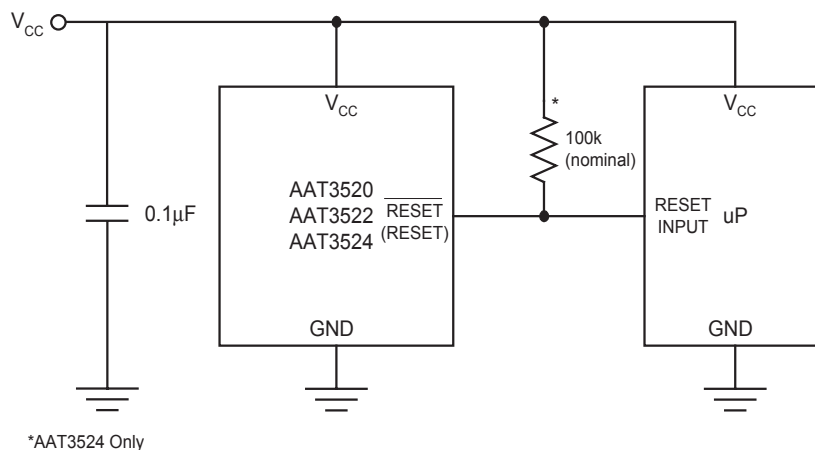 VCC
VCC
*
VCC
100k
(nominal)
0.1µF
AAT3520
AAT3522
AAT3524
RESET
(RESET)
RESET
INPUT
uP
GND
GND
*AAT3524 Only